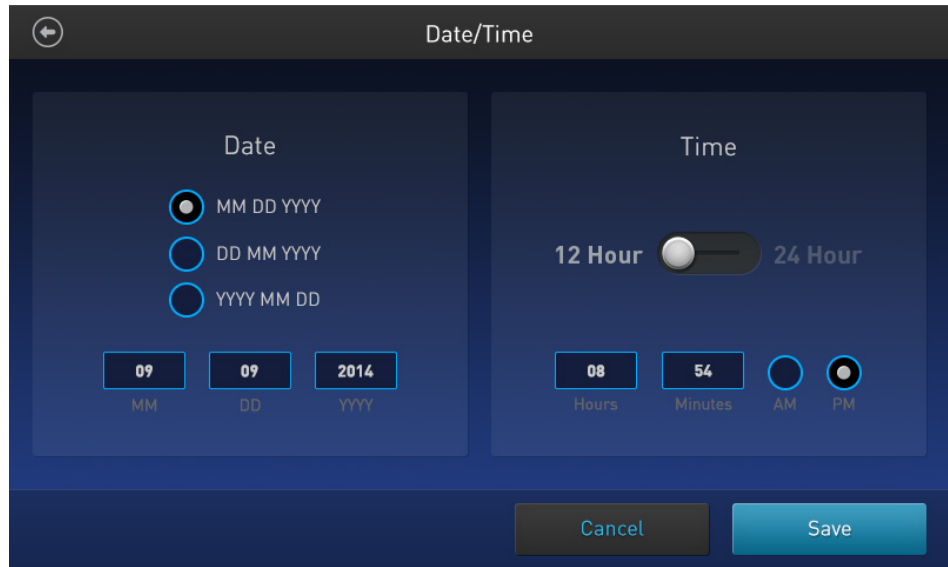 Date/Time
Date
MM DD YYYY
DD MM YYYY
YYYY MM DD
09 09 2014
MM DD YYYY
Time
12 Hour 24 Hour
08 54
Hours Minutes AM PM
Cancel Save